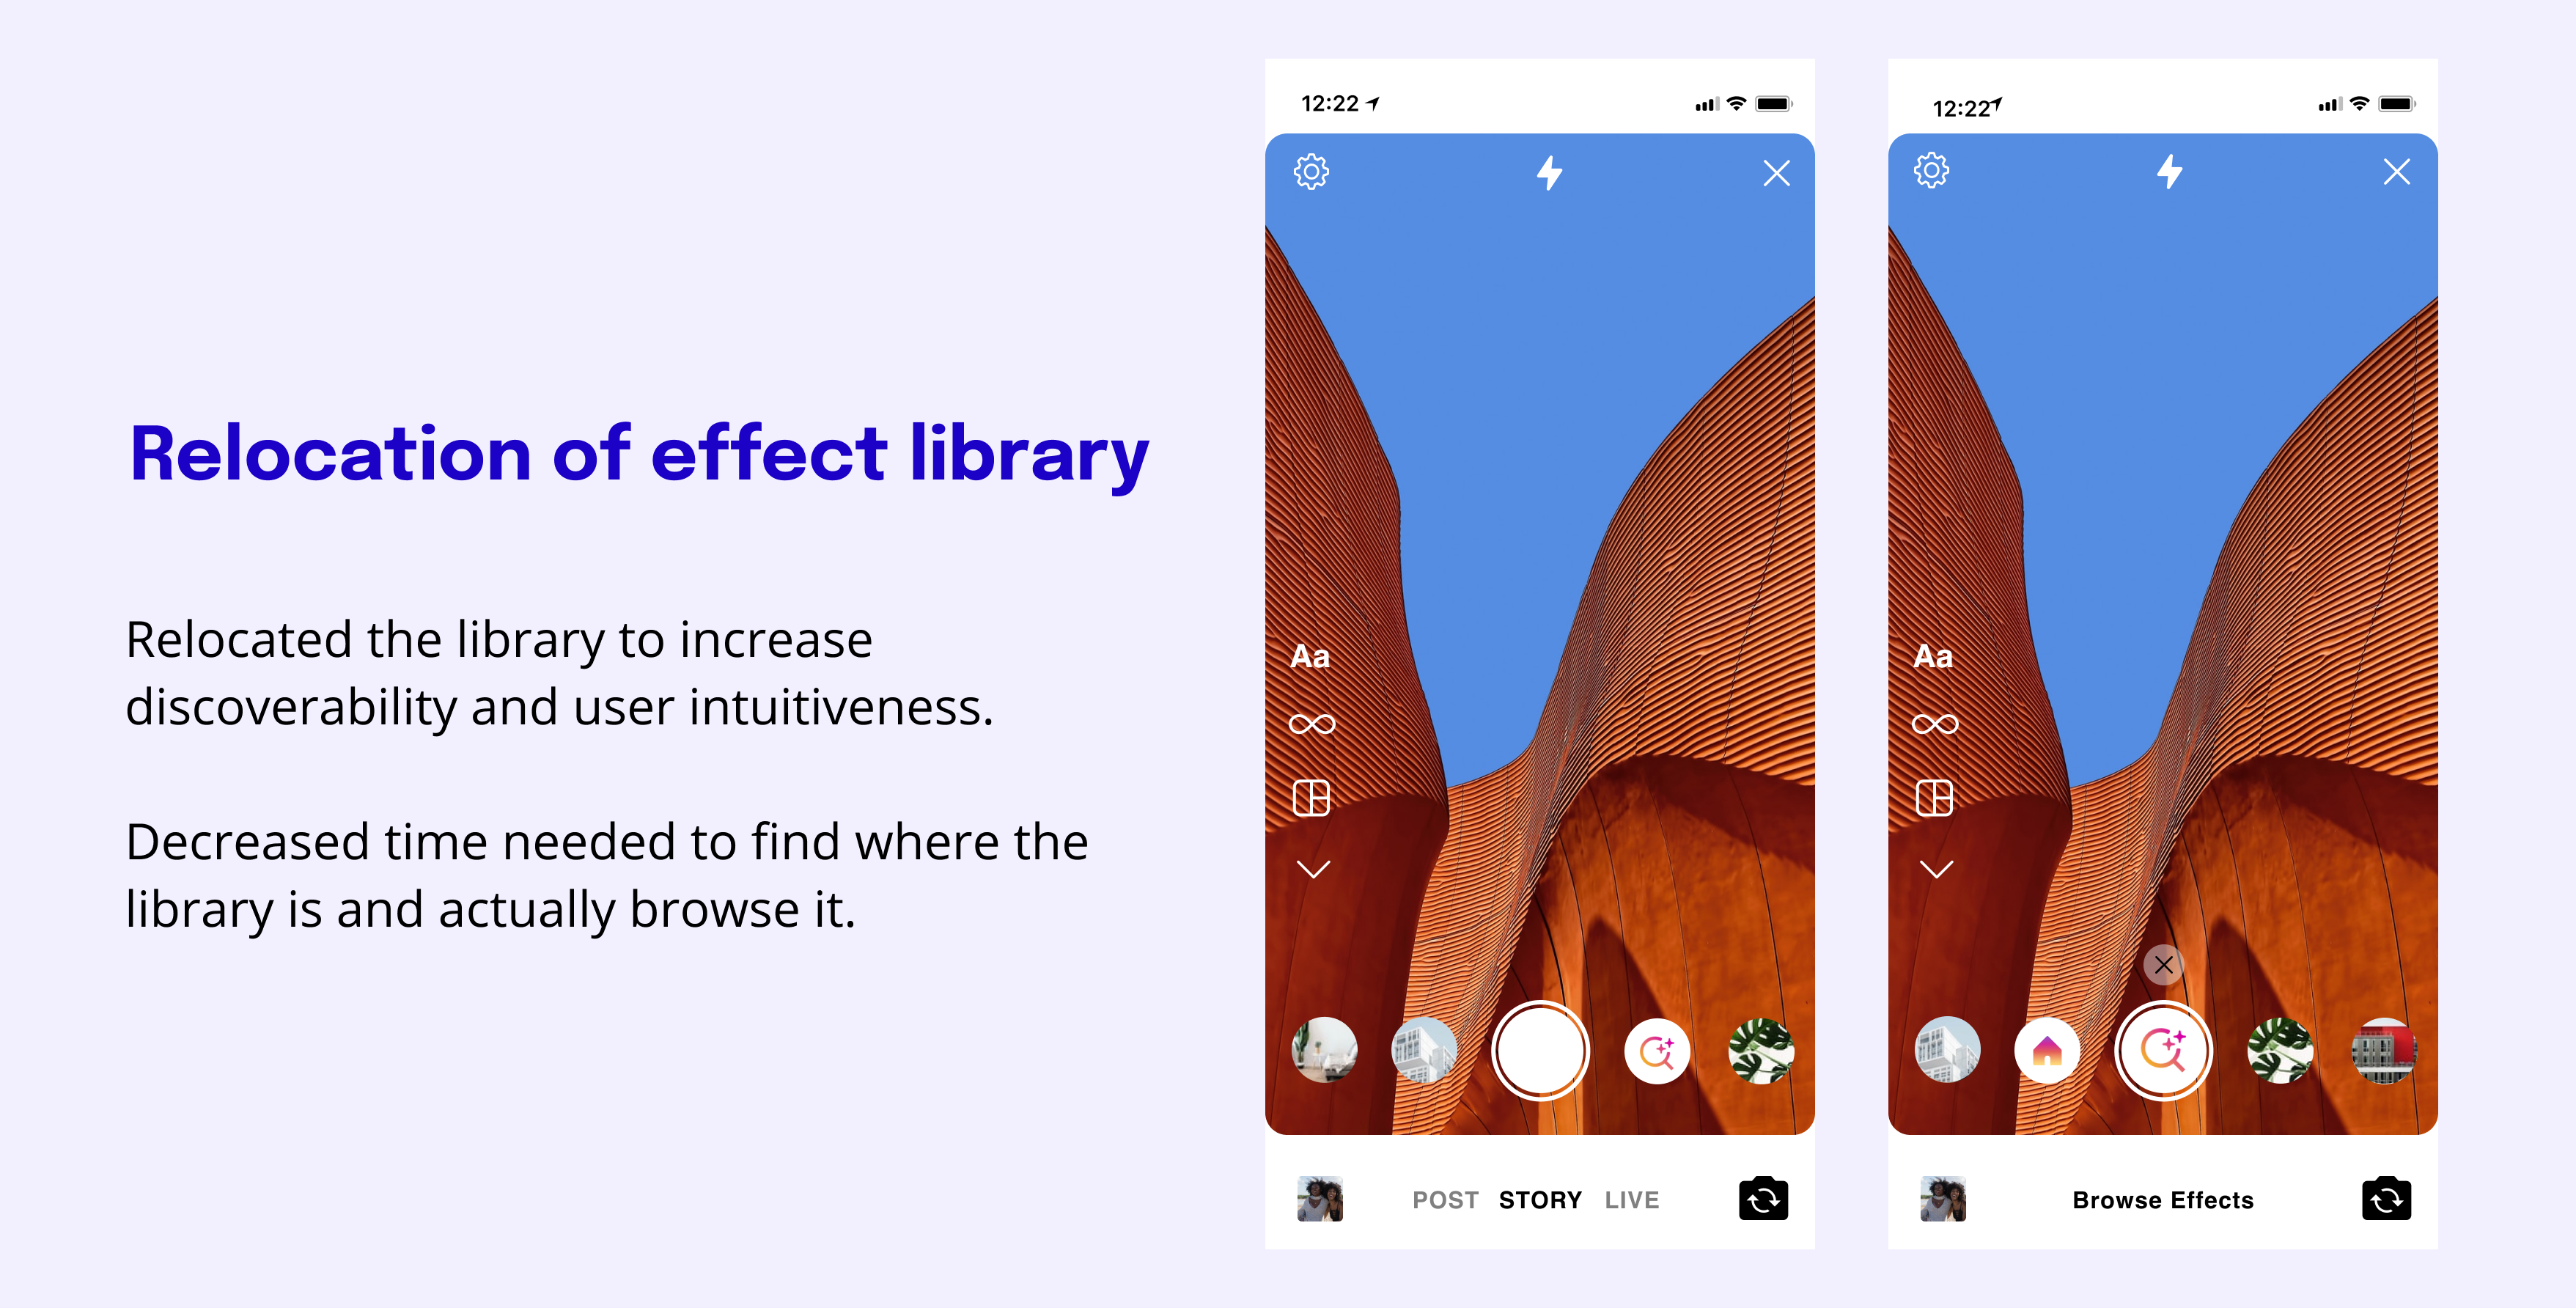 Relocation of effect library
Relocated the library to increase
discoverability and user intuitiveness.
Decreased time needed to find where the
library is and actually browse it.
12:22
Aa
POST STORY LIVE
12:22
Aa
Browse Effects